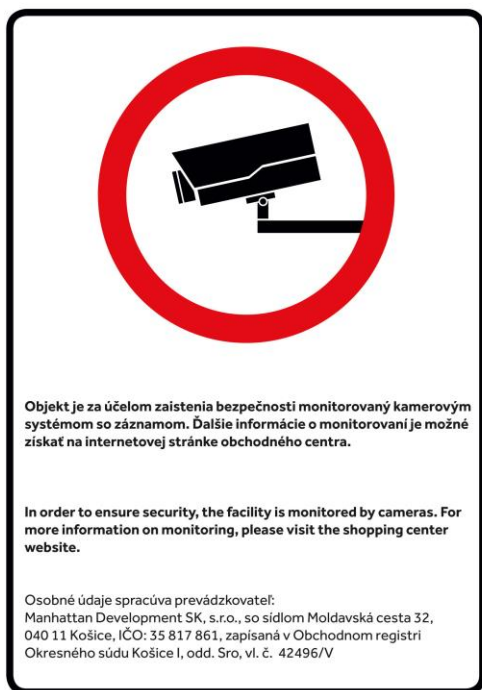 Objekt je za účelom zaistenia bezpečnosti monitorovaný kamerovým
systémom so záznamom. Ďalšie informácie o monitorovaní je možné
získať na internetovej stránke obchodného centra.
In order to ensure security, the facility is monitored by cameras. For
more information on monitoring, please visit the shopping center
website.
Osobné údaje spracúva prevádzkovateľ:
Manhattan Development SK, s.r.o., so sídlom Moldavská cesta 32,
040 11 Košice, IČO: 35 817 861, zapísaná v Obchodnom registri
Okresného súdu Košice I, odd. Sro, vl. č. 42496/V